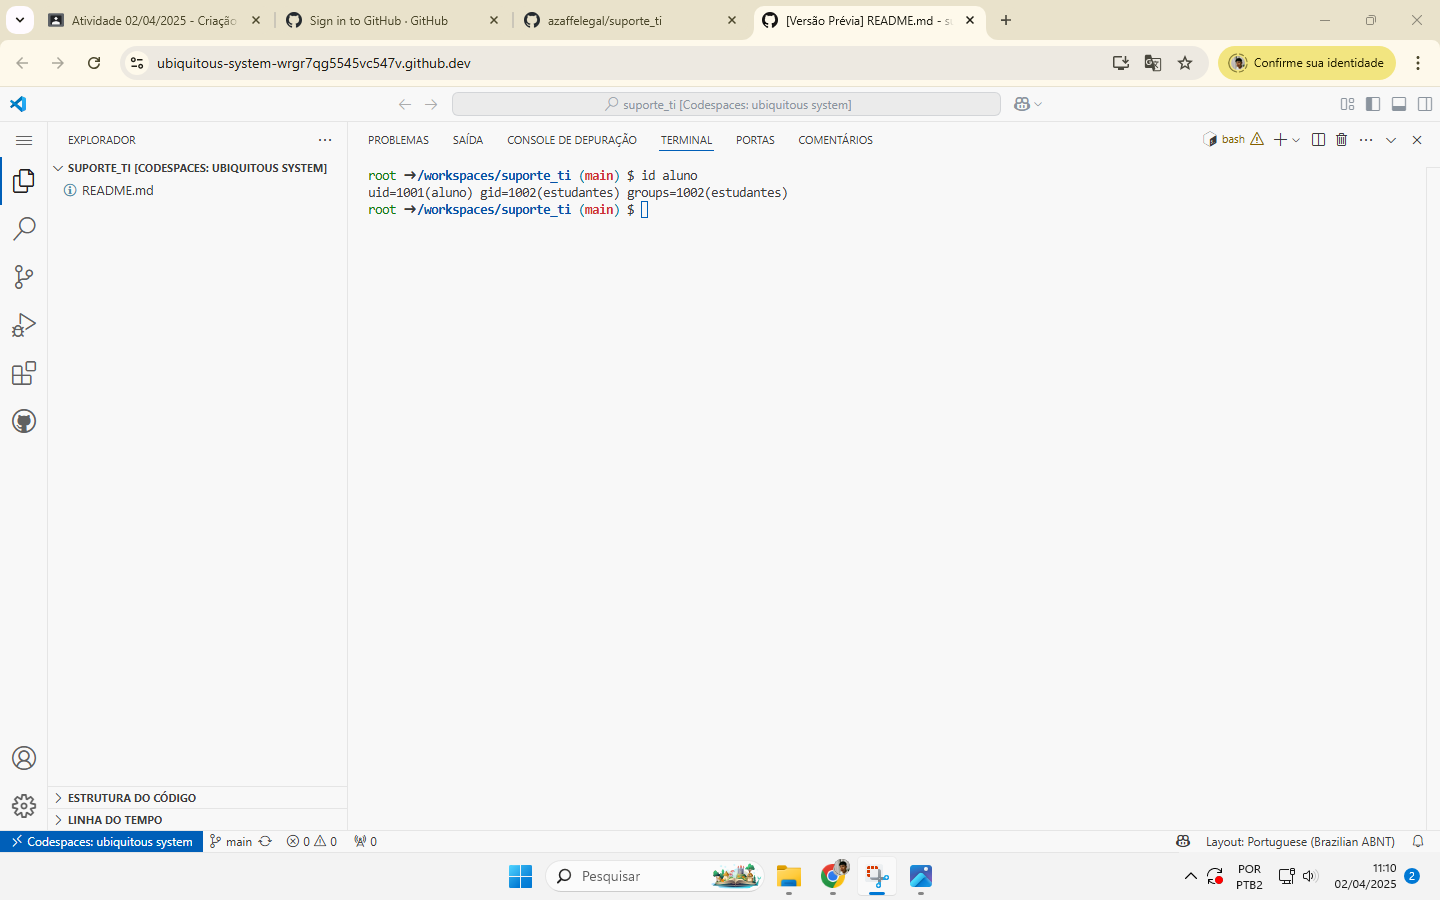 Atividade 02/04/2025 - Criação
Sign in to GitHub · GitHub
azaffelegal/suporte_ti
[Versão Prévia] README.md - su
ubiquitous-system-wrgr7qg5545vc547v.github.dev
Confirme sua identidade
suporte_ti [Codespaces: ubiquitous system]
EXPLORADOR
SUPORTE_TI [CODESPACES: UBIQUITOUS SYSTEM]
README.md
PROBLEMAS
SAÍDA
CONSOLE DE DEPURAÇÃO
TERMINAL
PORTAS
COMENTÁRIOS
bash
root ➜/workspaces/suporte_ti (main) $ id aluno
uid=1001(aluno) gid=1002(estudantes) groups=1002(estudantes)
root ➜/workspaces/suporte_ti (main) $
ESTRUTURA DO CÓDIGO
LINHA DO TEMPO
Codespaces: ubiquitous system
main
0
0
0
Layout: Portuguese (Brazilian ABNT)
Pesquisar
POR
PTB2
11:10
02/04/2025
2